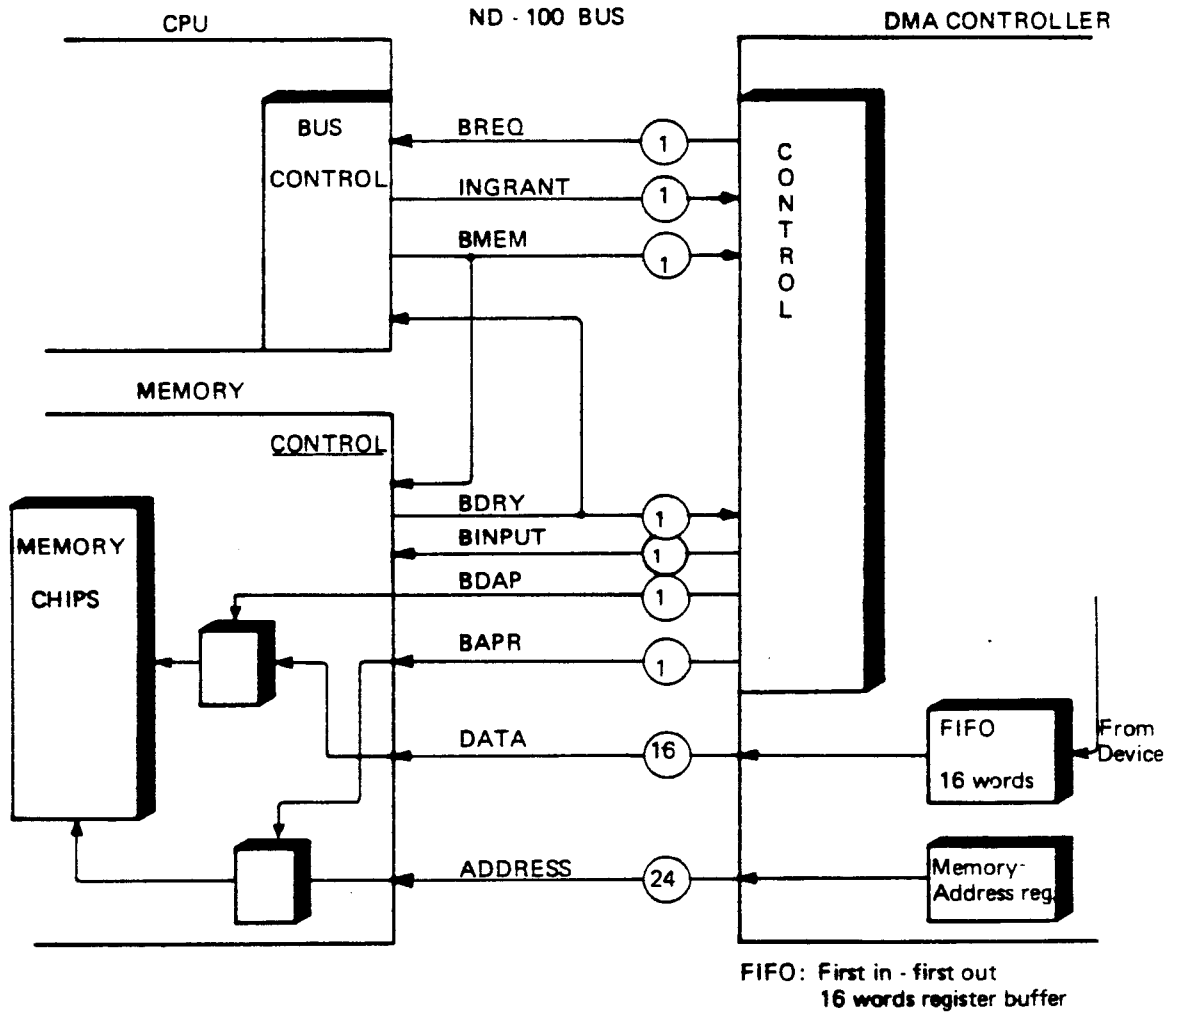 CPU
ND - 100 BUS
DMA CONTROLLER
BUS
CONTROL
BREQ
1
INGRANT
1
BMEM
1
CONTROL
MEMORY
CONTROL
MEMORY
CHIPS
BDRY
1
BINPUT
1
BDAP
1
BAPR
1
DATA
16
FIFO
16 words
From
Device
ADDRESS
24
Memory-
Address reg.
FIFO: First in - first out
16 words register buffer